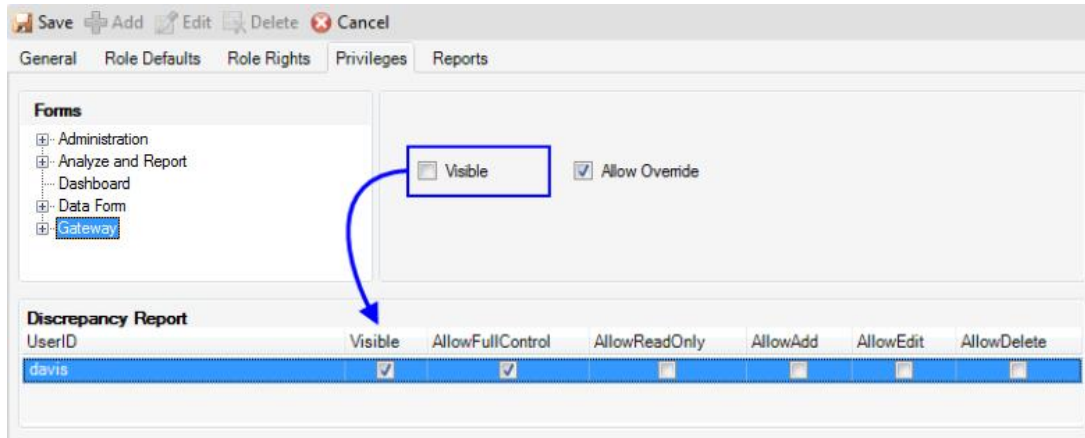 Save Add Edit Delete Cancel
General Role Defaults Role Rights Privileges Reports
Forms
Administration
Analyze and Report
Dashboard
Data Form
Gateway
Visible Allow Override
Discrepancy Report
UserID Visible AllowFullControl AllowReadOnly AllowAdd AllowEdit AllowDelete
davis